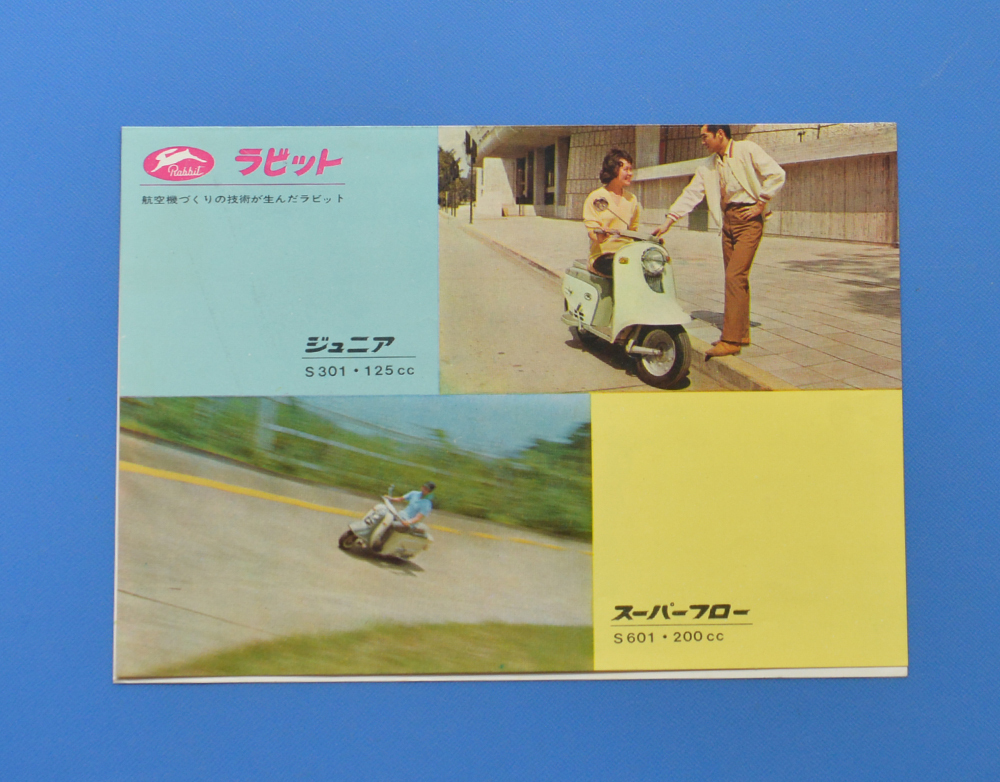 Rabbit
ラビット
航空機づくりの技術が生んだラビット
ジュニア
S301・125cc
スーパーフロー
S601・200cc